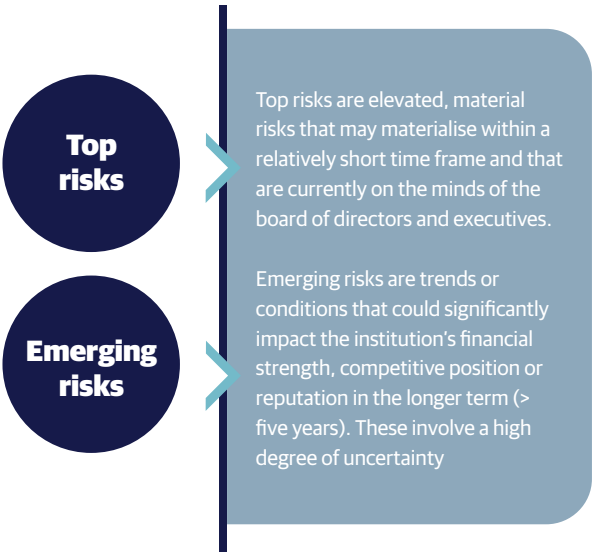 Top
risks
Top risks are elevated, material
risks that may materialise within a
relatively short time frame and that
are currently on the minds of the
board of directors and executives.
Emerging
risks
Emerging risks are trends or
conditions that could significantly
impact the institution's financial
strength, competitive position or
reputation in the longer term (>
five years). These involve a high
degree of uncertainty